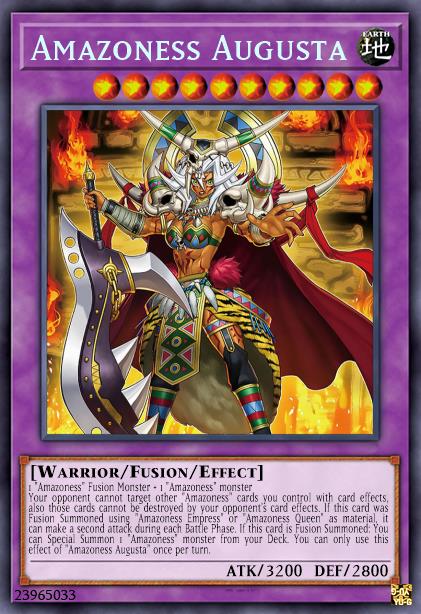 AMAZONESS AUGUSTA
EARTH
地
[WARRIOR/FUSION/EFFECT]
1 "Amazoness" Fusion Monster + 1 "Amazoness" monster
Your opponent cannot target other "Amazoness" cards you control with card effects,
also those cards cannot be destroyed by your opponent's card effects. If this card was
Fusion Summoned using "Amazoness Empress" or "Amazoness Queen" as material, it
can make a second attack during each Battle Phase. If this card is Fusion Summoned: You
can Special Summon 1 "Amazoness" monster from your Deck. You can only use this
effect of "Amazoness Augusta" once per turn.
ATK/3200 DEF/2800
23965033